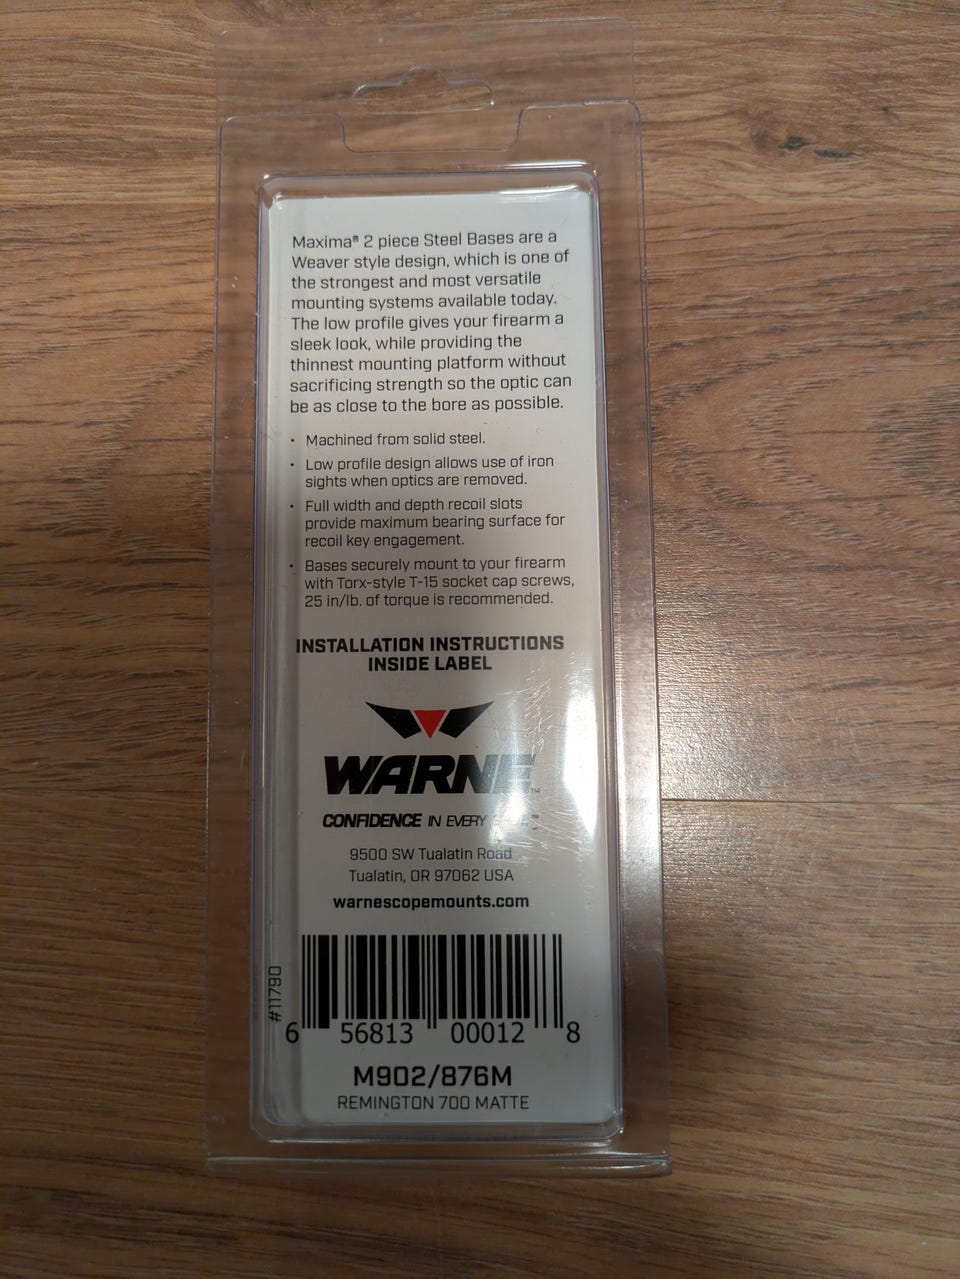 Maxima® 2 piece Steel Bases are a
Weaver style design, which is one of
the strongest and most versatile
mounting systems available today.
The low profile gives your firearm a
sleek look, while providing the
thinnest mounting platform without
sacrificing strength so the optic can
be as close to the bore as possible.
· Machined from solid steel.
· Low profile design allows use of iron
sights when optics are removed.
· Full width and depth recoil slots
provide maximum bearing surface for
recoil key engagement.
· Bases securely mount to your firearm
with Torx-style T-15 socket cap screws,
25 in/lb. of torque is recommended.
INSTALLATION INSTRUCTIONS
INSIDE LABEL
WARNE™
CONFIDENCE IN EVERY
9500 SW Tualatin Road
Tualatin, OR 97062 USA
warnescopemounts.com
#11790
6 56813 00012 8
M902/876M
REMINGTON 700 MATTE